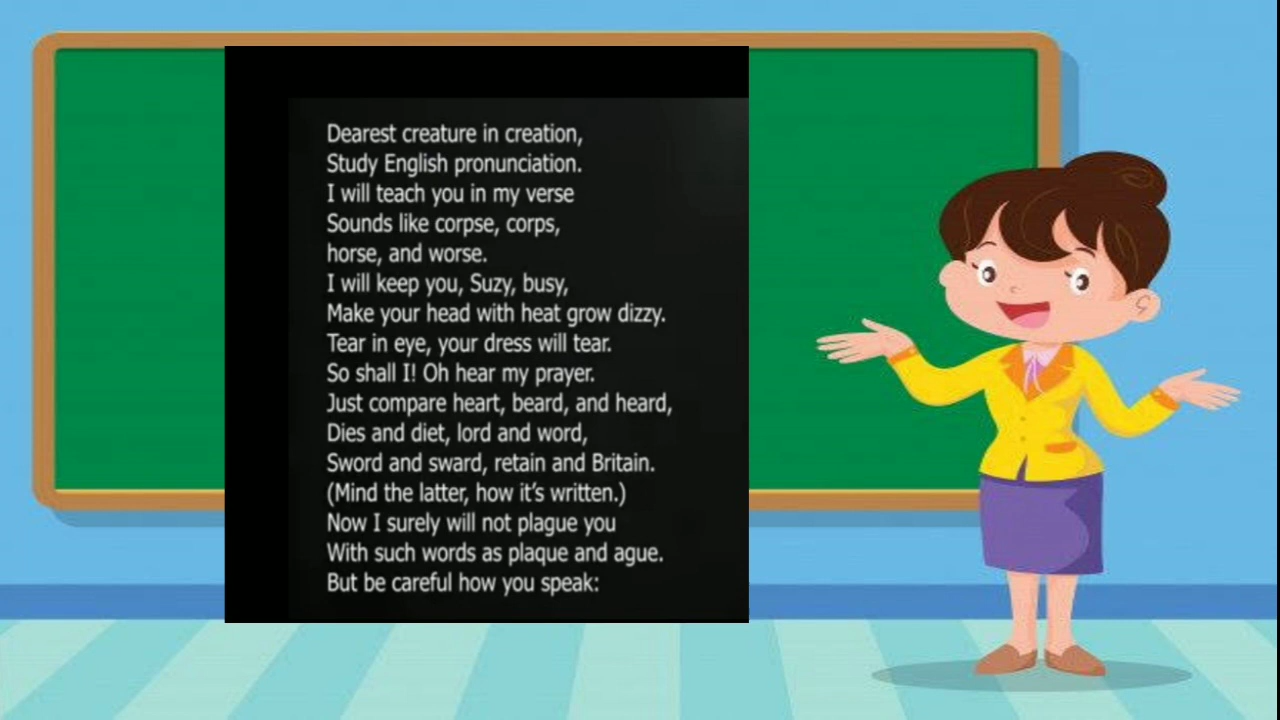 Dearest creature in creation,
Study English pronunciation.
I will teach you in my verse
Sounds like corpse, corps,
horse, and worse.
I will keep you, Suzy, busy,
Make your head with heat grow dizzy.
Tear in eye, your dress will tear.
So shall I! Oh hear my prayer.
Just compare heart, beard, and heard,
Dies and diet, lord and word,
Sword and sward, retain and Britain.
(Mind the latter, how it’s written.)
Now I surely will not plague you
With such words as plaque and ague.
But be careful how you speak: